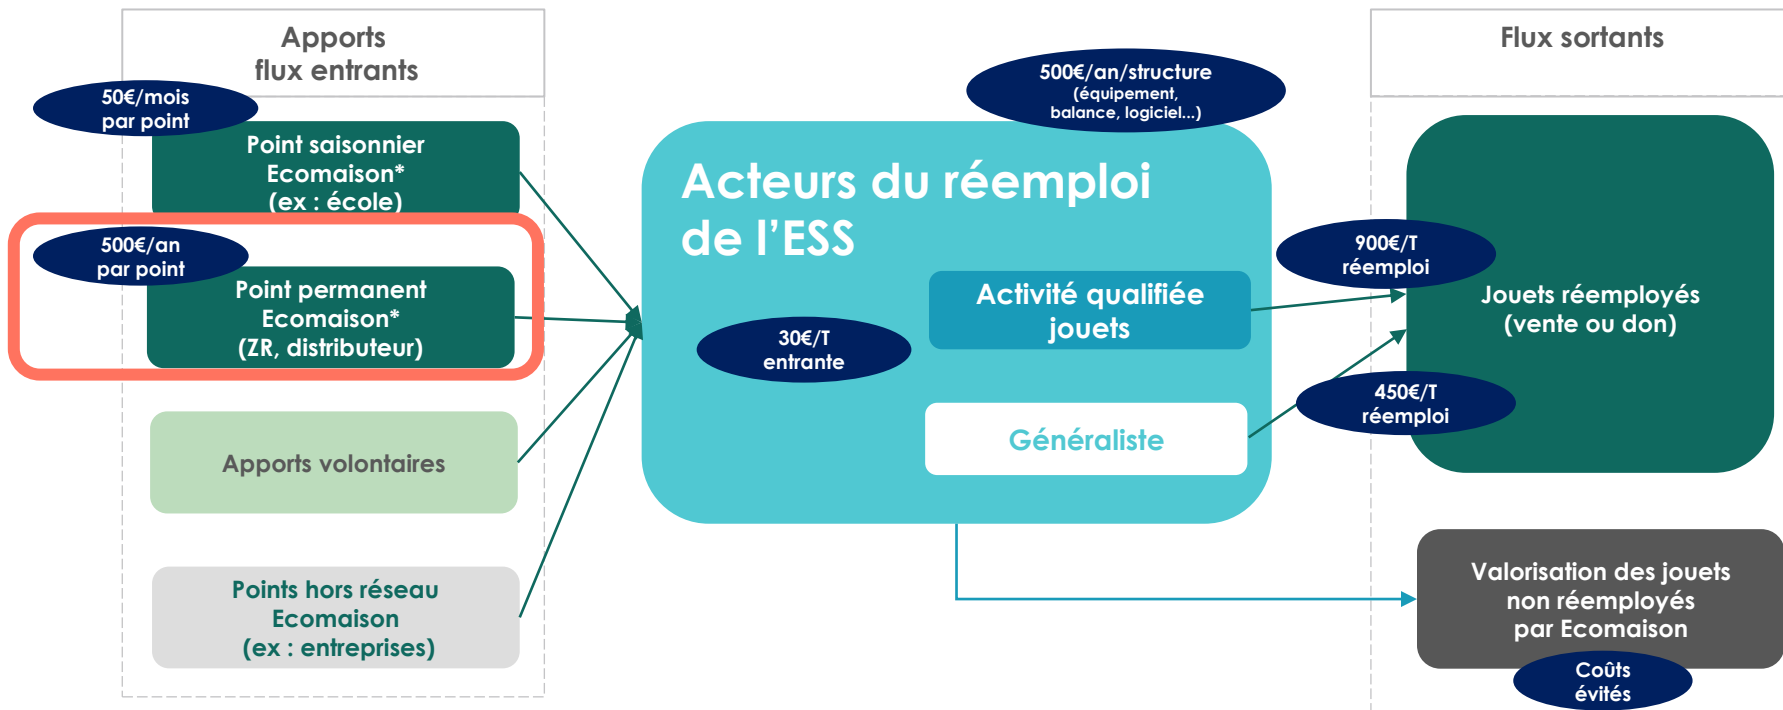 Apports
flux entrants
50€/mois
par point
Point saisonnier
Ecomaison*
(ex : école)
500€/an
par point
Point permanent
Ecomaison*
(ZR, distributeur)
Apports volontaires
Points hors réseau
Ecomaison
(ex : entreprises)
500€/an/structure
(équipement,
balance, logiciel...)
Acteurs du réemploi
de l’ESS
30€/T
entrante
Activité qualifiée
jouets
Généraliste
Flux sortants
900€/T
réemploi
450€/T
réemploi
Jouets réemployés
(vente ou don)
Valorisation des jouets
non réemployés
par Ecomaison
Coûts
évités